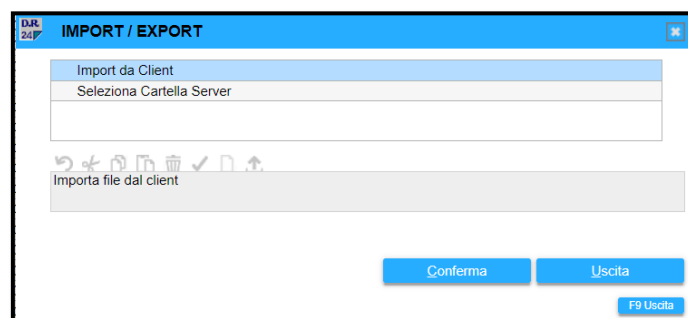 D.R.
24
IMPORT / EXPORT
Import da Client
Seleziona Cartella Server
Importa file dal client
Conferma
Uscita
F9 Uscita